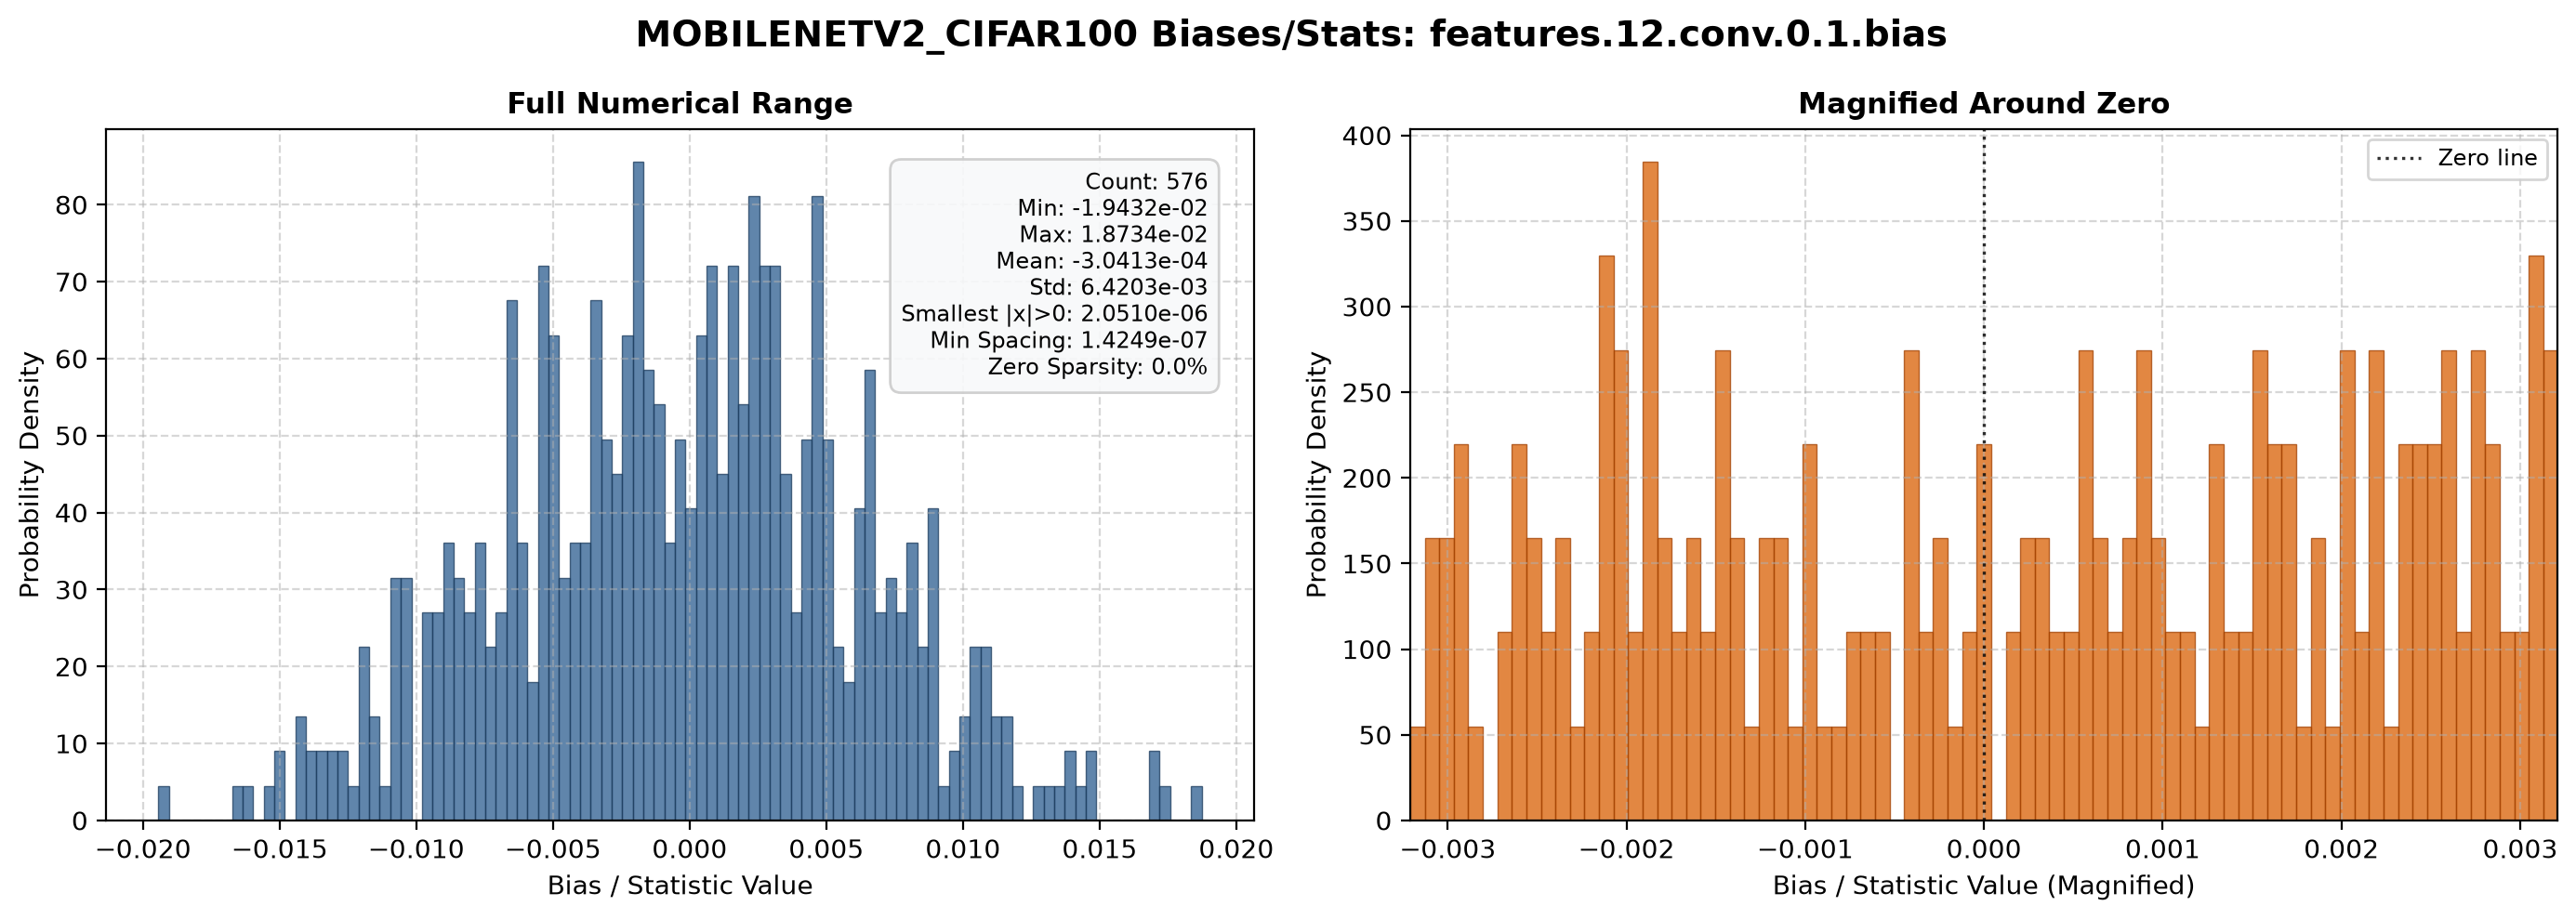 MOBILENETV2_CIFAR100 Biases/Stats: features.12.conv.0.1.bias
Full Numerical Range
Probability Density
0
10
20
30
40
50
60
70
80
Count: 576
Min: -1.9432e-02
Max: 1.8734e-02
Mean: -3.0413e-04
Std: 6.4203e-03
Smallest |x|>0: 2.0510e-06
Min Spacing: 1.4249e-07
Zero Sparsity: 0.0%
−0.020 −0.015 −0.010 −0.005 0.000 0.005 0.010 0.015 0.020
Bias / Statistic Value
Magnified Around Zero
Probability Density
0
50
100
150
200
250
300
350
400
Zero line
−0.003 −0.002 −0.001 0.000 0.001 0.002 0.003
Bias / Statistic Value (Magnified)